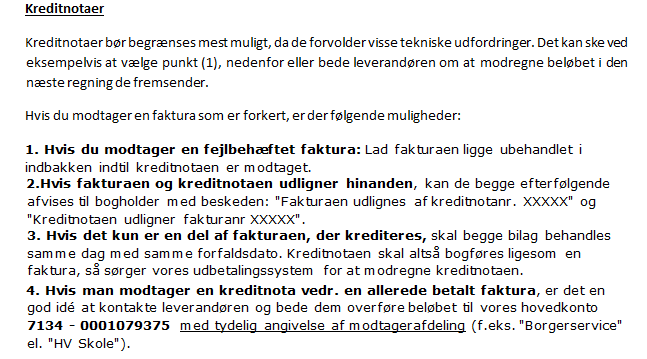 Kreditnotaer
Kreditnotaer bør begrænses mest muligt, da de forvolder visse tekniske udfordringer. Det kan ske ved
eksempelvis at vælge punkt (1), nedenfor eller bede leverandøren om at modregne beløbet i den
næste regning de fremsender.
Hvis du modtager en faktura som er forkert, er der følgende muligheder:
1. Hvis du modtager en fejlbehæftet faktura: Lad fakturaen ligge ubehandlet i
indbakken indtil kreditnotaen er modtaget.
2.Hvis fakturaen og kreditnotaen udligner hinanden, kan de begge efterfølgende
afvises til bogholder med beskeden: "Fakturaen udlignes af kreditnotanr. XXXXX" og
"Kreditnotaen udligner fakturanr XXXXX".
3. Hvis det kun er en del af fakturaen, der krediteres, skal begge bilag behandles
samme dag med samme forfaldsdato. Kreditnotaen skal altså bogføres ligesom en
faktura, så sørger vores udbetalingssystem for at modregne kreditnotaen.
4. Hvis man modtager en kreditnota vedr. en allerede betalt faktura, er det en
god idé at kontakte leverandøren og bede dem overføre beløbet til vores hovedkonto
7134 - 0001079375 med tydelig angivelse af modtagerafdeling (f.eks. "Borgerservice"
el. "HV Skole").